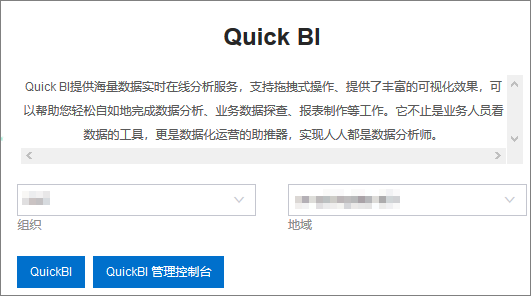 Quick BI
Quick BI提供海量数据实时在线分析服务，支持拖拽式操作、提供了丰富的可视化效果，可
以帮助您轻松自如地完成数据分析、业务数据探查、报表制作等工作。它不止是业务人员看
数据的工具，更是数据化运营的助推器，实现人人都是数据分析师。
组织 地域
QuickBI QuickBI 管理控制台